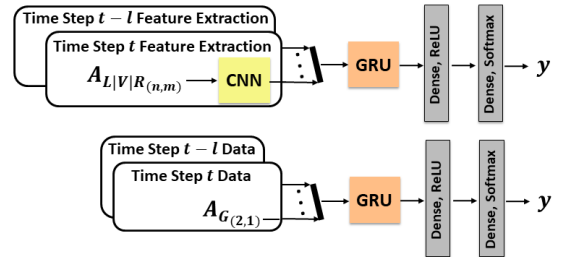 Time Step t − l Feature Extraction
Time Step t Feature Extraction
A_{L|V|R_{(n,m)}}
CNN
GRU
Dense, ReLU
Dense, Softmax
y
Time Step t − l Data
Time Step t Data
A_{G_{(2,1)}}
GRU
Dense, ReLU
Dense, Softmax
y